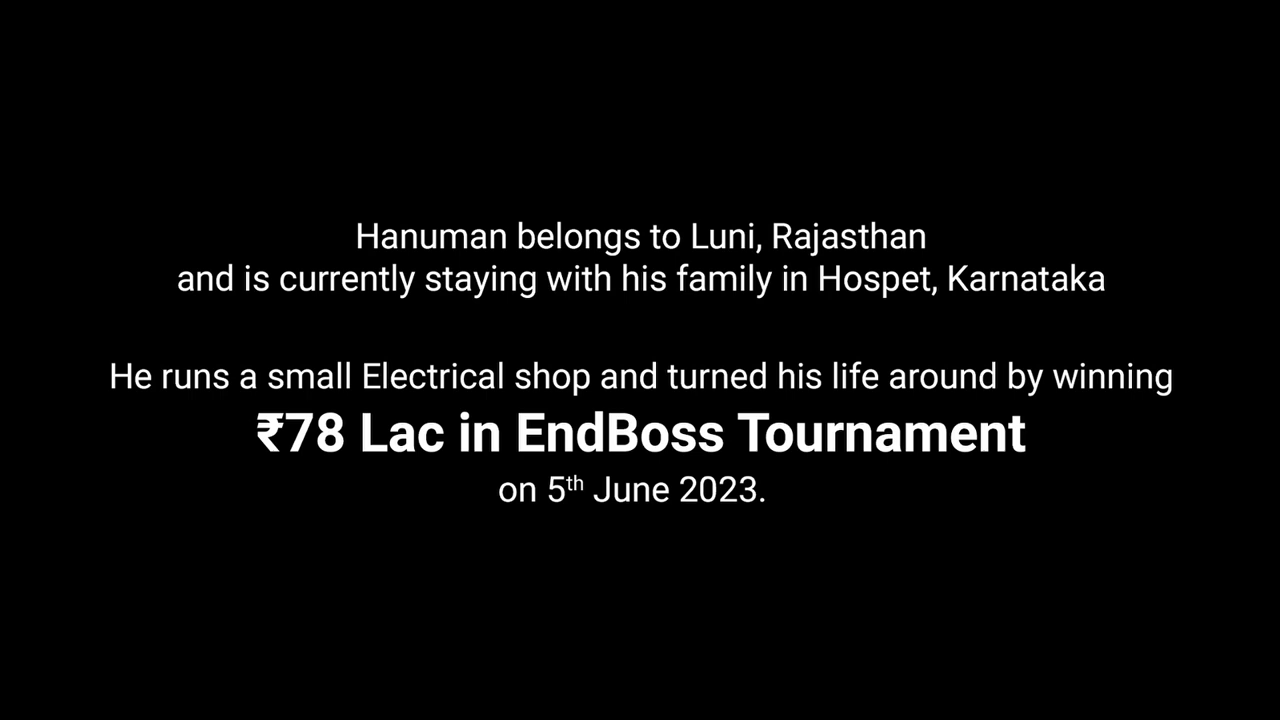 Hanuman belongs to Luni, Rajasthan
and is currently staying with his family in Hospet, Karnataka
He runs a small Electrical shop and turned his life around by winning
₹78 Lac in EndBoss Tournament
on 5th June 2023.